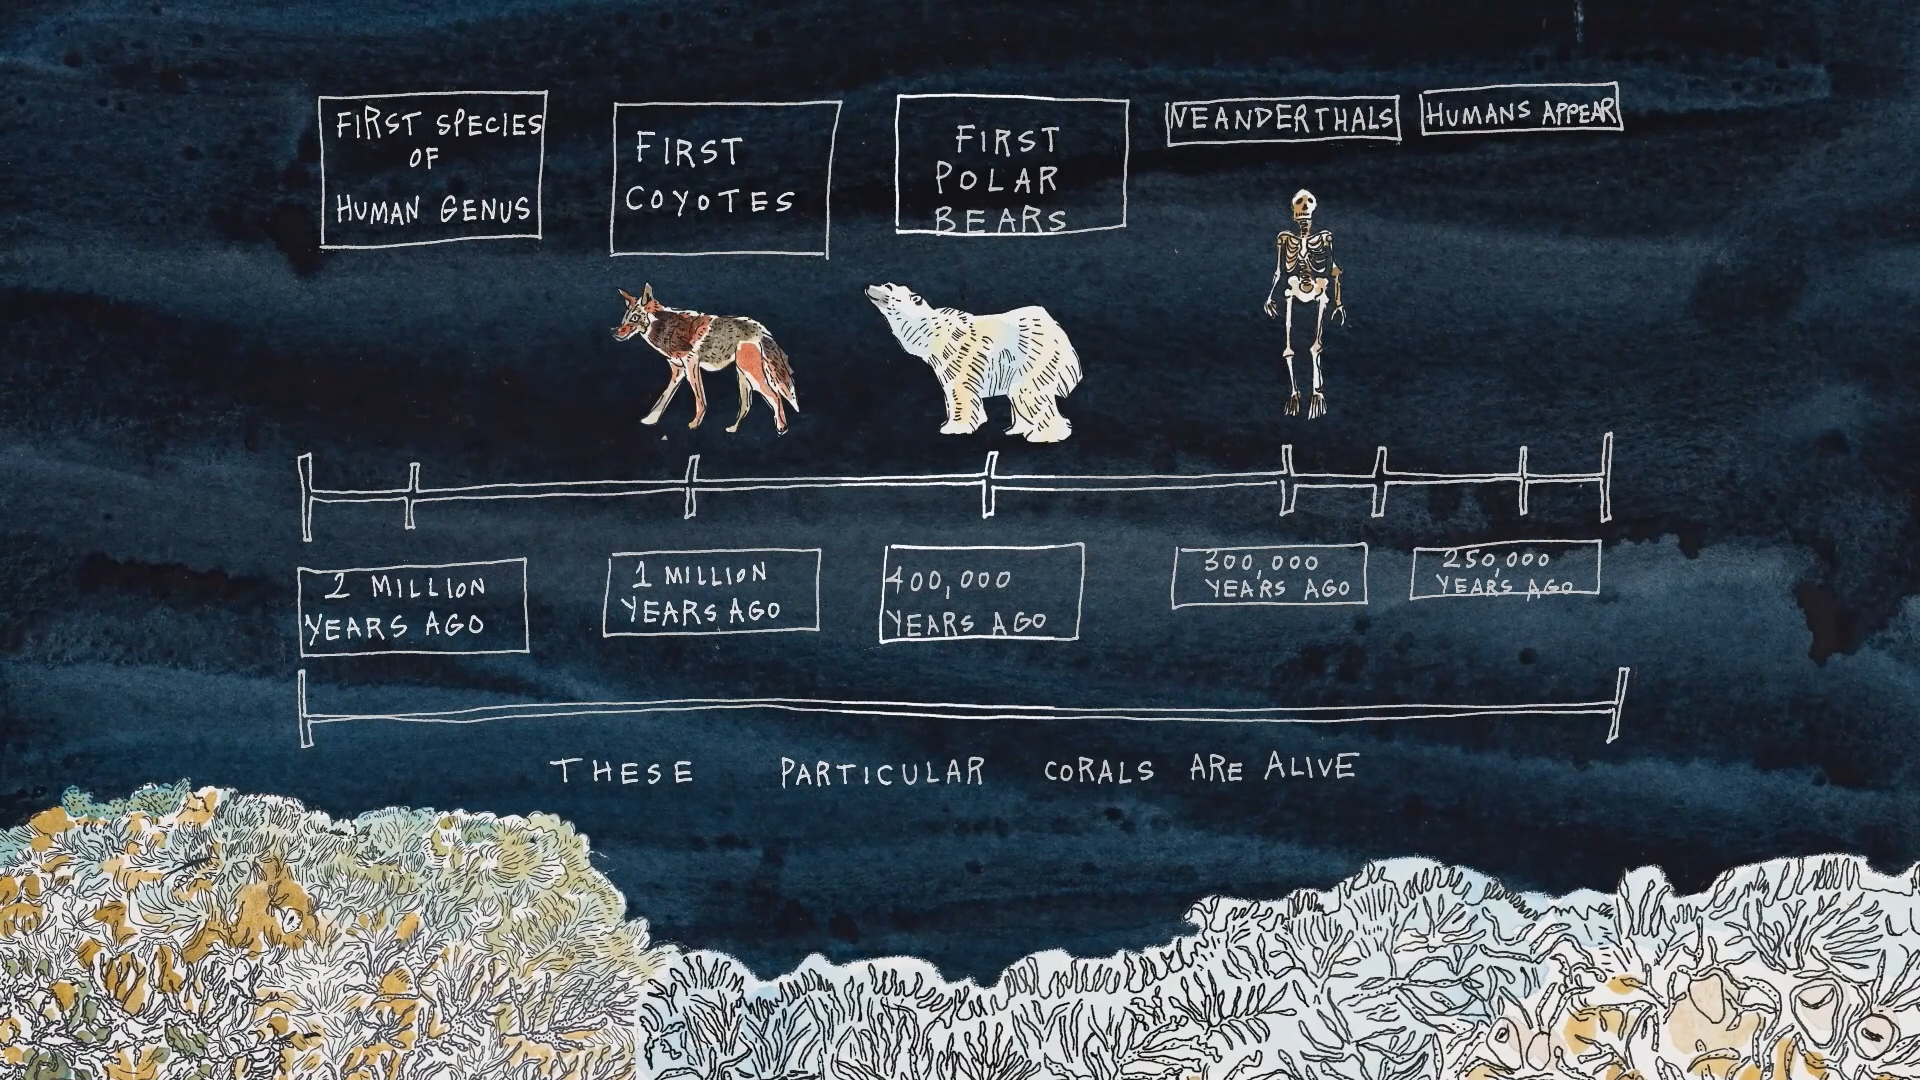 FIRST SPECIES
OF
HUMAN GENUS
FIRST
COYOTES
FIRST
POLAR
BEARS
NEANDERTHALS
HUMANS APPEAR
2 MILLION
YEARS AGO
1 MILLION
YEARS AGO
400,000
YEARS AGO
300,000
YEARS AGO
250,000
YEARS AGO
THESE PARTICULAR CORALS ARE ALIVE